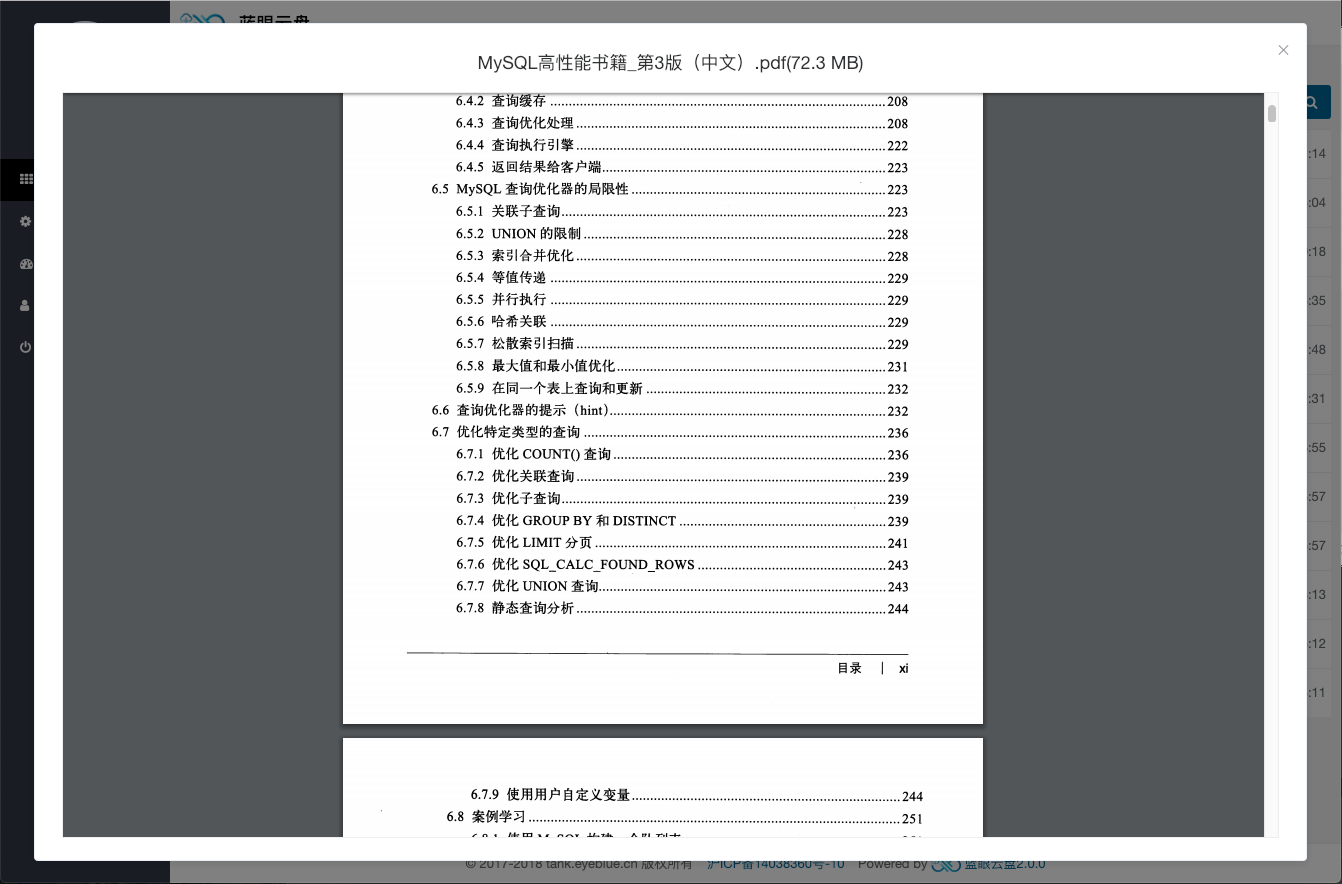 蓝眼云盘
MySQL高性能书籍_第3版（中文）.pdf(72.3 MB)
6.4.2 查询缓存 ........ 208
6.4.3 查询优化处理 ........ 208
6.4.4 查询执行引擎 ........ 222
6.4.5 返回结果给客户端 ........ 223
6.5 MySQL 查询优化器的局限性 ........ 223
6.5.1 关联子查询 ........ 223
6.5.2 UNION 的限制 ........ 228
6.5.3 索引合并优化 ........ 228
6.5.4 等值传递 ........ 229
6.5.5 并行执行 ........ 229
6.5.6 哈希关联 ........ 229
6.5.7 松散索引扫描 ........ 229
6.5.8 最大值和最小值优化 ........ 231
6.5.9 在同一个表上查询和更新 ........ 232
6.6 查询优化器的提示（hint） ........ 232
6.7 优化特定类型的查询 ........ 236
6.7.1 优化 COUNT() 查询 ........ 236
6.7.2 优化关联查询 ........ 239
6.7.3 优化子查询 ........ 239
6.7.4 优化 GROUP BY 和 DISTINCT ........ 239
6.7.5 优化 LIMIT 分页 ........ 241
6.7.6 优化 SQL_CALC_FOUND_ROWS ........ 243
6.7.7 优化 UNION 查询 ........ 243
6.7.8 静态查询分析 ........ 244
目录 | xi
6.7.9 使用用户自定义变量 ........ 244
6.8 案例学习 ........ 251
:14
:04
:18
:35
:48
:31
:55
:57
:57
:13
:12
:11
© 2017-2018 tank.eyeblue.cn 版权所有 沪ICP备14038360号-10 Powered by 蓝眼云盘2.0.0